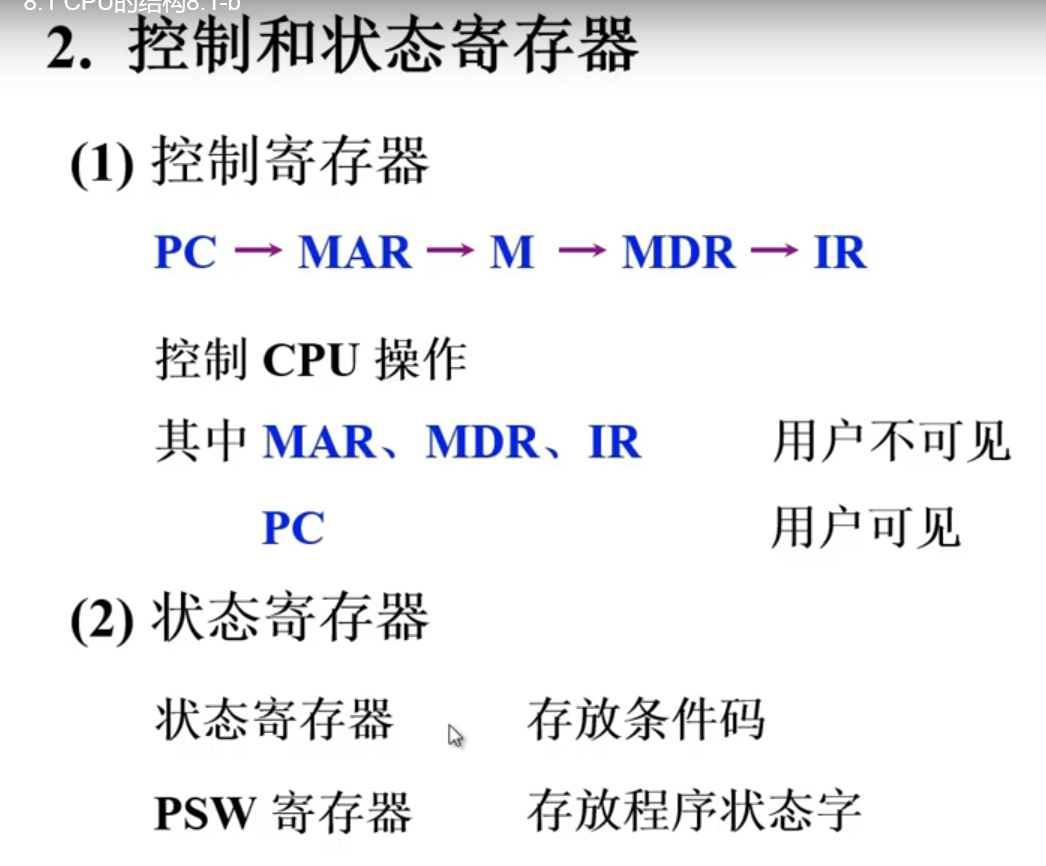 8.1 CPU的结构8.1-b
2. 控制和状态寄存器
(1) 控制寄存器
PC → MAR → M → MDR → IR
控制 CPU 操作
其中 MAR、MDR、IR 用户不可见
PC 用户可见
(2) 状态寄存器
状态寄存器 存放条件码
PSW 寄存器 存放程序状态字